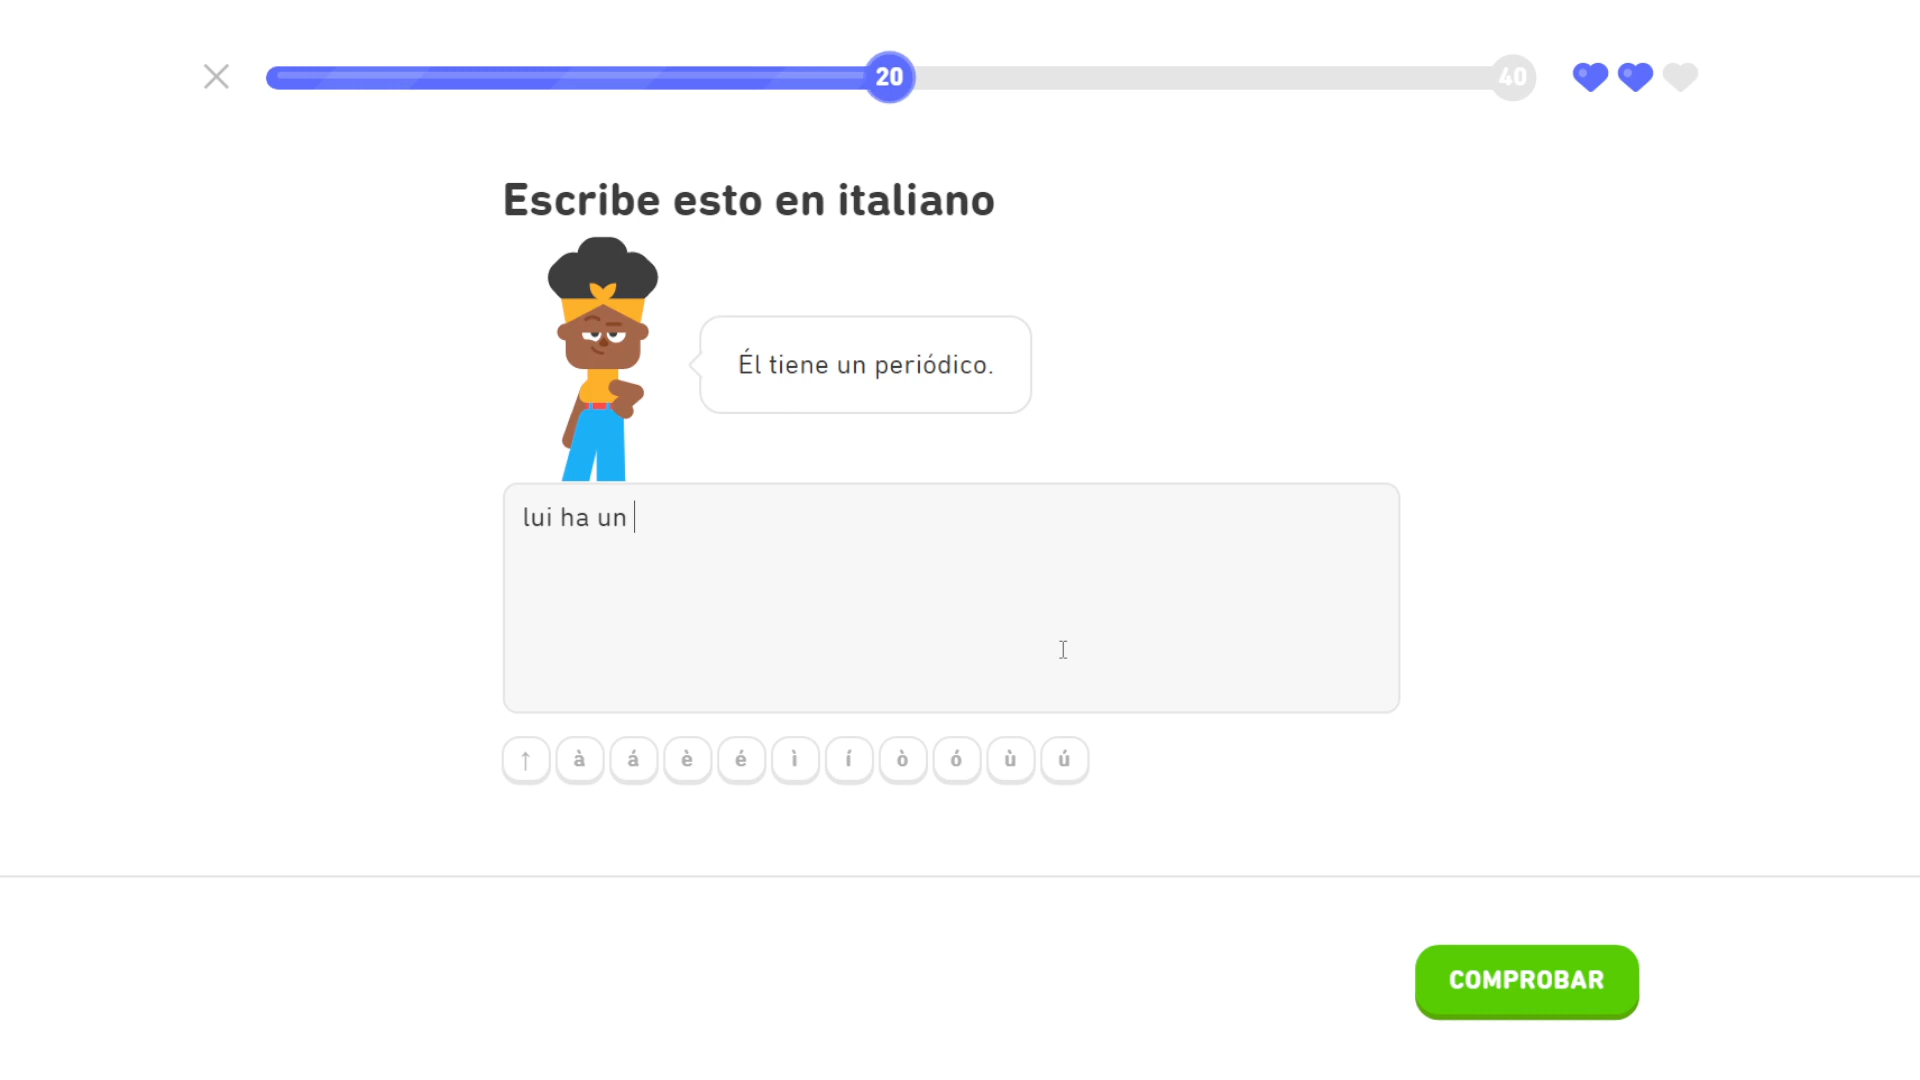 20
40
Escribe esto en italiano
Él tiene un periódico.
lui ha un
↑ à á è é ì í ò ó ù ú
COMPROBAR